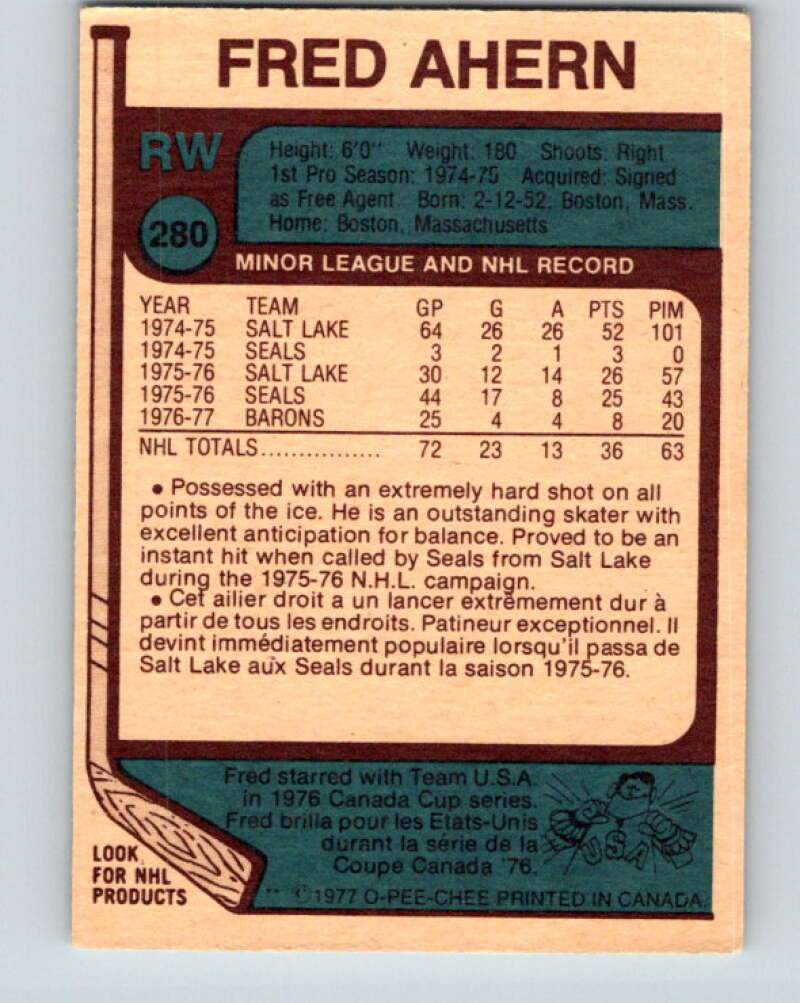 FRED AHERN
RW
Height: 6'0" Weight: 180 Shoots: Right
1st Pro Season: 1974-75 Acquired: Signed
as Free Agent Born: 2-12-52, Boston, Mass.
Home: Boston, Massachusetts
280
MINOR LEAGUE AND NHL RECORD
YEAR TEAM GP G A PTS PIM
1974-75 SALT LAKE 64 26 26 52 101
1974-75 SEALS 3 2 1 3 0
1975-76 SALT LAKE 30 12 14 26 57
1975-76 SEALS 44 17 8 25 43
1976-77 BARONS 25 4 4 8 20
NHL TOTALS................ 72 23 13 36 63
• Possessed with an extremely hard shot on all
points of the ice. He is an outstanding skater with
excellent anticipation for balance. Proved to be an
instant hit when called by Seals from Salt Lake
during the 1975-76 N.H.L. campaign.
• Cet ailier droit a un lancer extrêmement dur à
partir de tous les endroits. Patineur exceptionnel. Il
devint immédiatement populaire lorsqu'il passa de
Salt Lake aux Seals durant la saison 1975-76.
Fred starred with Team U.S.A.
in 1976 Canada Cup series.
Fred brilla pour les Etats-Unis
durant la série de la
Coupe Canada '76.
USA
LOOK
FOR NHL
PRODUCTS
** ©1977 O-PEE-CHEE PRINTED IN CANADA.